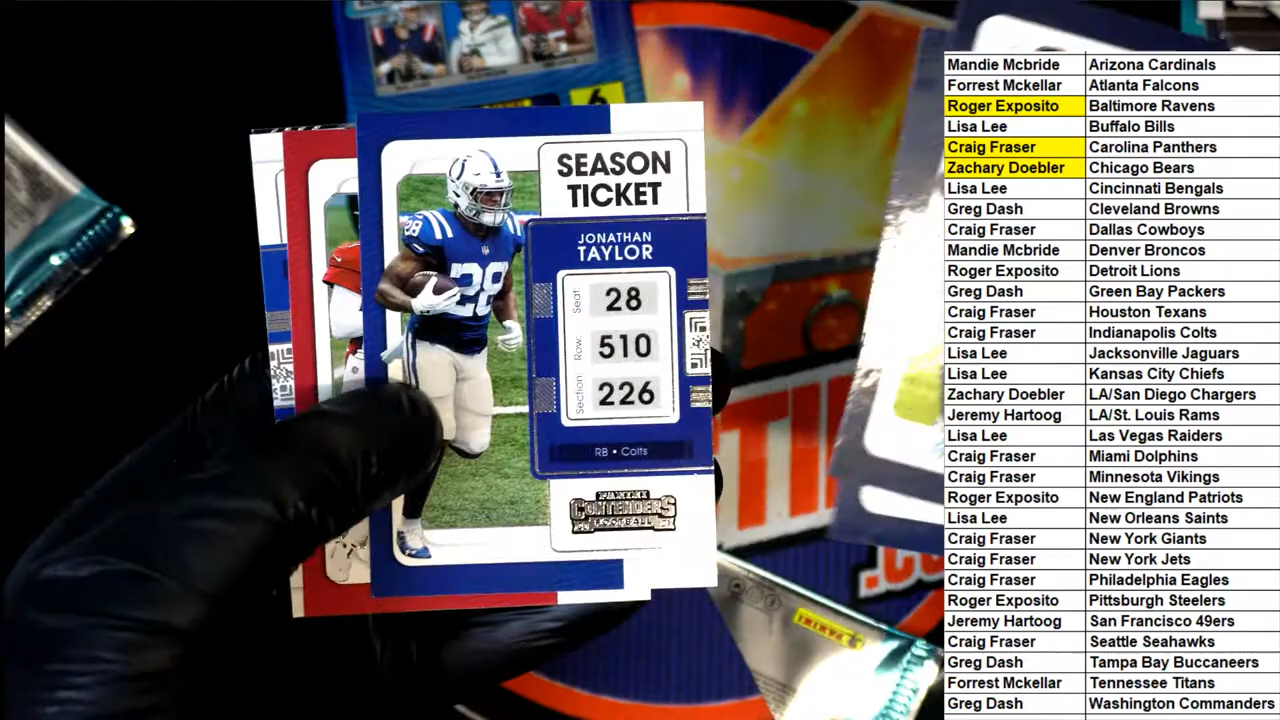 6
SEASON
TICKET
JONATHAN
TAYLOR
Seat: 28
Row: 510
Section: 226
RB • Colts
PANINI
CONTENDERS
FOOTBALL
28
28
PANINI
.CO
Mandie Mcbride Arizona Cardinals
Forrest Mckellar Atlanta Falcons
Roger Exposito Baltimore Ravens
Lisa Lee Buffalo Bills
Craig Fraser Carolina Panthers
Zachary Doebler Chicago Bears
Lisa Lee Cincinnati Bengals
Greg Dash Cleveland Browns
Craig Fraser Dallas Cowboys
Mandie Mcbride Denver Broncos
Roger Exposito Detroit Lions
Greg Dash Green Bay Packers
Craig Fraser Houston Texans
Craig Fraser Indianapolis Colts
Lisa Lee Jacksonville Jaguars
Lisa Lee Kansas City Chiefs
Zachary Doebler LA/San Diego Chargers
Jeremy Hartoog LA/St. Louis Rams
Lisa Lee Las Vegas Raiders
Craig Fraser Miami Dolphins
Craig Fraser Minnesota Vikings
Roger Exposito New England Patriots
Lisa Lee New Orleans Saints
Craig Fraser New York Giants
Craig Fraser New York Jets
Craig Fraser Philadelphia Eagles
Roger Exposito Pittsburgh Steelers
Jeremy Hartoog San Francisco 49ers
Craig Fraser Seattle Seahawks
Greg Dash Tampa Bay Buccaneers
Forrest Mckellar Tennessee Titans
Greg Dash Washington Commanders